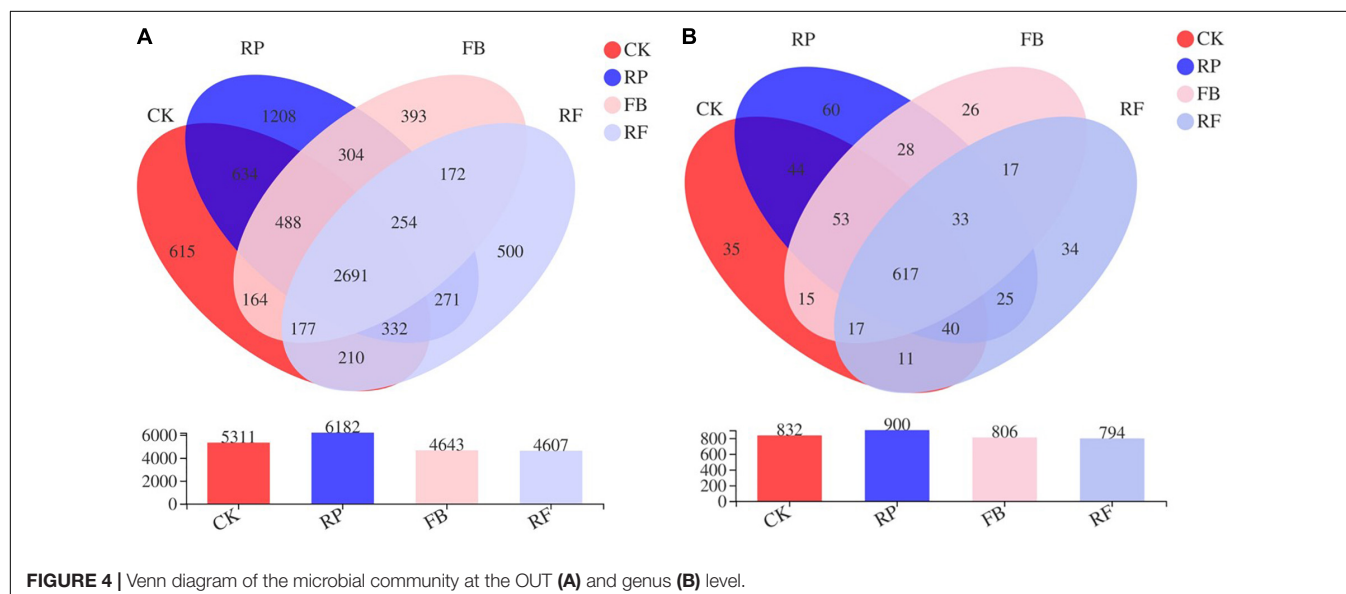 A
B
RP
FB
CK
RF
CK
RP
FB
RF
1208
393
304
172
634
488
254
615
500
2691
164
271
177
332
210
6000
4000
2000
0
5311
6182
4643
4607
CK
RP
FB
RF
RP
FB
CK
RF
CK
RP
FB
RF
60
26
28
17
44
53
33
35
34
617
15
25
17
40
11
800
600
400
200
0
832
900
806
794
CK
RP
FB
RF
FIGURE 4 | Venn diagram of the microbial community at the OUT (A) and genus (B) level.